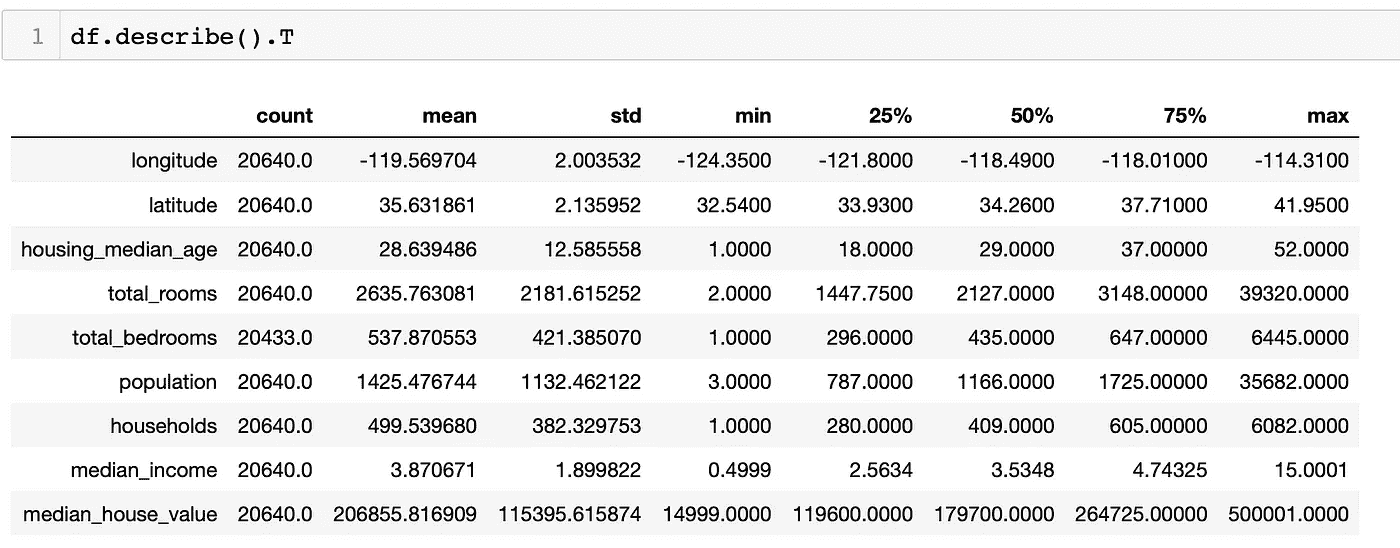 1 df.describe().T
count mean std min 25% 50% 75% max
longitude 20640.0 -119.569704 2.003532 -124.3500 -121.8000 -118.4900 -118.01000 -114.3100
latitude 20640.0 35.631861 2.135952 32.5400 33.9300 34.2600 37.71000 41.9500
housing_median_age 20640.0 28.639486 12.585558 1.0000 18.0000 29.0000 37.00000 52.0000
total_rooms 20640.0 2635.763081 2181.615252 2.0000 1447.7500 2127.0000 3148.00000 39320.0000
total_bedrooms 20433.0 537.870553 421.385070 1.0000 296.0000 435.0000 647.00000 6445.0000
population 20640.0 1425.476744 1132.462122 3.0000 787.0000 1166.0000 1725.00000 35682.0000
households 20640.0 499.539680 382.329753 1.0000 280.0000 409.0000 605.00000 6082.0000
median_income 20640.0 3.870671 1.899822 0.4999 2.5634 3.5348 4.74325 15.0001
median_house_value 20640.0 206855.816909 115395.615874 14999.0000 119600.0000 179700.0000 264725.00000 500001.0000